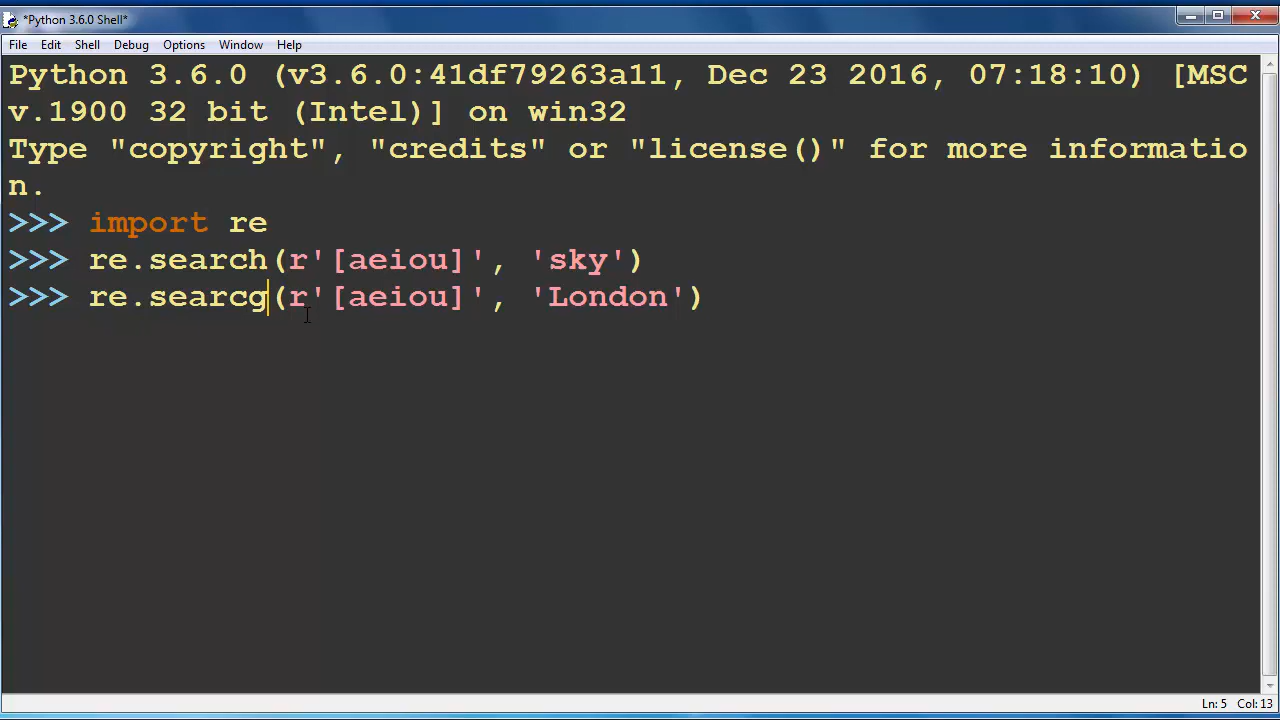 *Python 3.6.0 Shell*
File Edit Shell Debug Options Window Help
Python 3.6.0 (v3.6.0:41df79263a11, Dec 23 2016, 07:18:10) [MSC
v.1900 32 bit (Intel)] on win32
Type "copyright", "credits" or "license()" for more informatio
n.
>>> import re
>>> re.search(r'[aeiou]', 'sky')
>>> re.searcg(r'[aeiou]', 'London')
Ln: 5 Col: 13